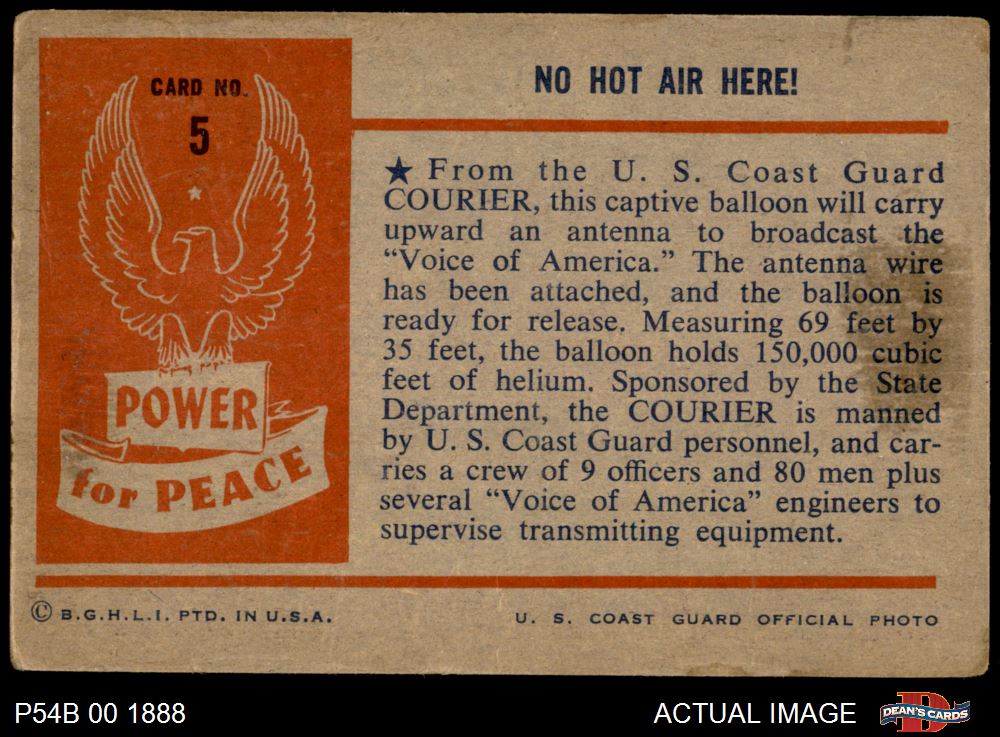 CARD NO.
5
POWER
for PEACE
NO HOT AIR HERE!
★ From the U. S. Coast Guard
COURIER, this captive balloon will carry
upward an antenna to broadcast the
“Voice of America.” The antenna wire
has been attached, and the balloon is
ready for release. Measuring 69 feet by
35 feet, the balloon holds 150,000 cubic
feet of helium. Sponsored by the State
Department, the COURIER is manned
by U. S. Coast Guard personnel, and car-
ries a crew of 9 officers and 80 men plus
several “Voice of America” engineers to
supervise transmitting equipment.
© B.G.H.L.I. PTD. IN U.S.A.
U. S. COAST GUARD OFFICIAL PHOTO
P54B 00 1888
ACTUAL IMAGE
D
DEAN'S CARDS